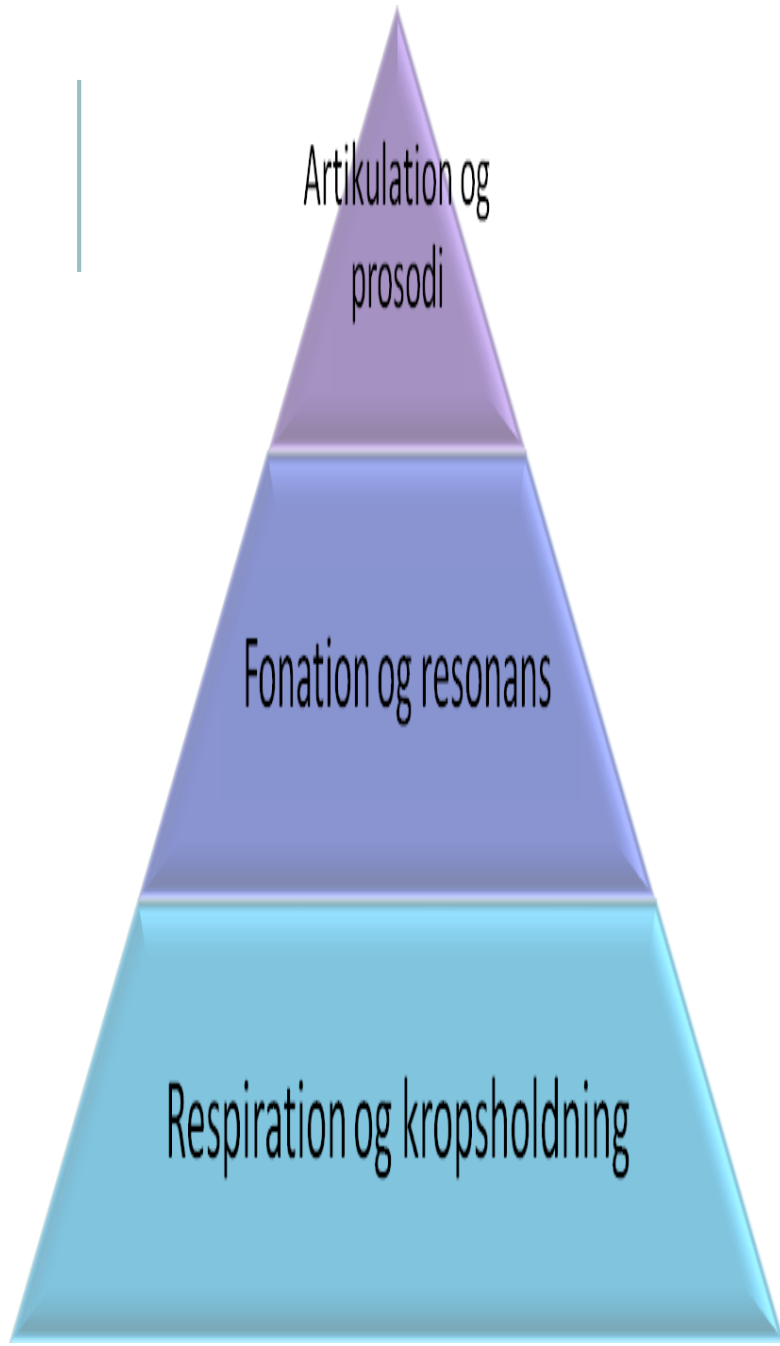 Artikulation og
prosodi
Fonation og resonans
Respiration og kropsholdning